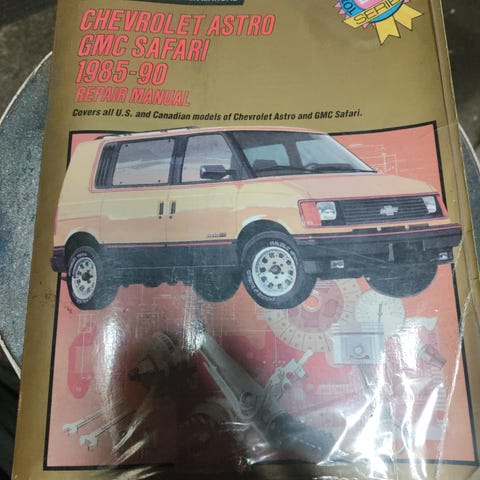 CHEVROLET ASTRO
GMC SAFARI
1985-90
REPAIR MANUAL
Covers all U.S. and Canadian models of Chevrolet Astro and GMC Safari.
SERIES